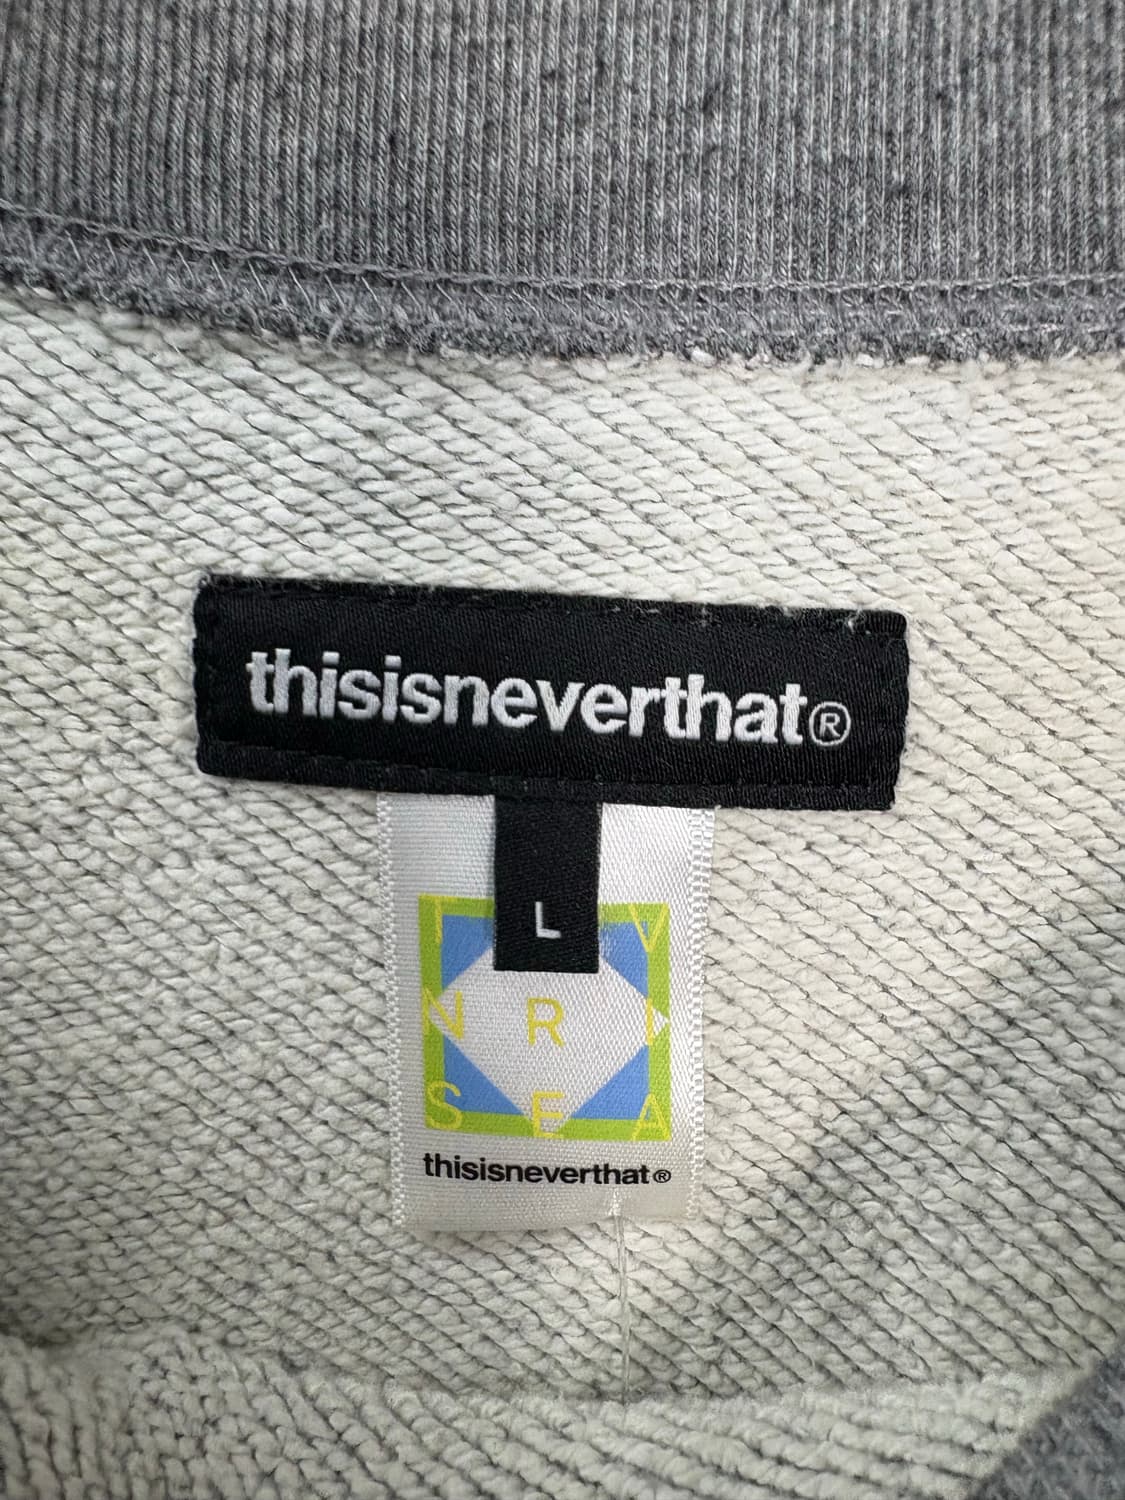 thisisneverthat®
L
T V
N R I
S E A
thisisneverthat®